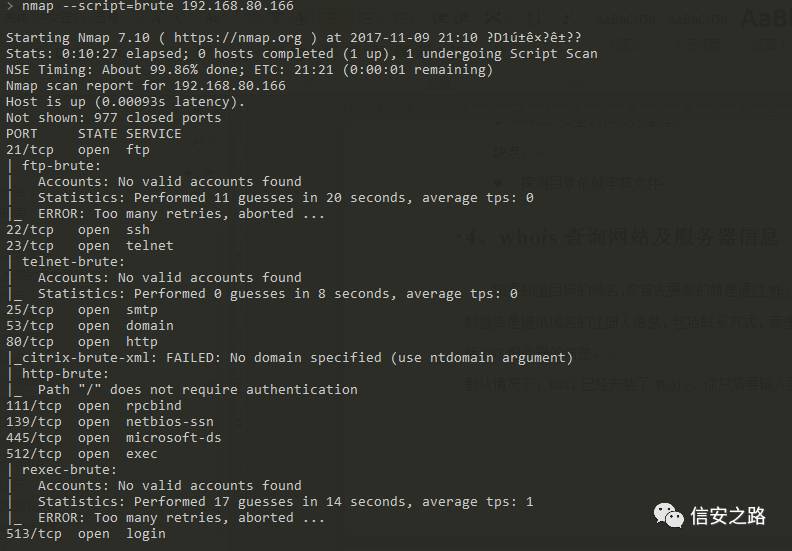 > nmap --script=brute 192.168.80.166
Starting Nmap 7.10 ( https://nmap.org ) at 2017-11-09 21:10 ?D1ú±ê×?ê±??
Stats: 0:10:27 elapsed; 0 hosts completed (1 up), 1 undergoing Script Scan
NSE Timing: About 99.86% done; ETC: 21:21 (0:00:01 remaining)
Nmap scan report for 192.168.80.166
Host is up (0.00093s latency).
Not shown: 977 closed ports
PORT     STATE SERVICE
21/tcp   open  ftp
| ftp-brute:
|   Accounts: No valid accounts found
|   Statistics: Performed 11 guesses in 20 seconds, average tps: 0
|_  ERROR: Too many retries, aborted ...
22/tcp   open  ssh
23/tcp   open  telnet
| telnet-brute:
|   Accounts: No valid accounts found
|_  Statistics: Performed 0 guesses in 8 seconds, average tps: 0
25/tcp   open  smtp
53/tcp   open  domain
80/tcp   open  http
|_citrix-brute-xml: FAILED: No domain specified (use ntdomain argument)
| http-brute:
|_  Path "/" does not require authentication
111/tcp  open  rpcbind
139/tcp  open  netbios-ssn
445/tcp  open  microsoft-ds
512/tcp  open  exec
| rexec-brute:
|   Accounts: No valid accounts found
|   Statistics: Performed 17 guesses in 14 seconds, average tps: 1
|_  ERROR: Too many retries, aborted ...
513/tcp  open  login
4、whois 查询网站及服务器信息
信安之路